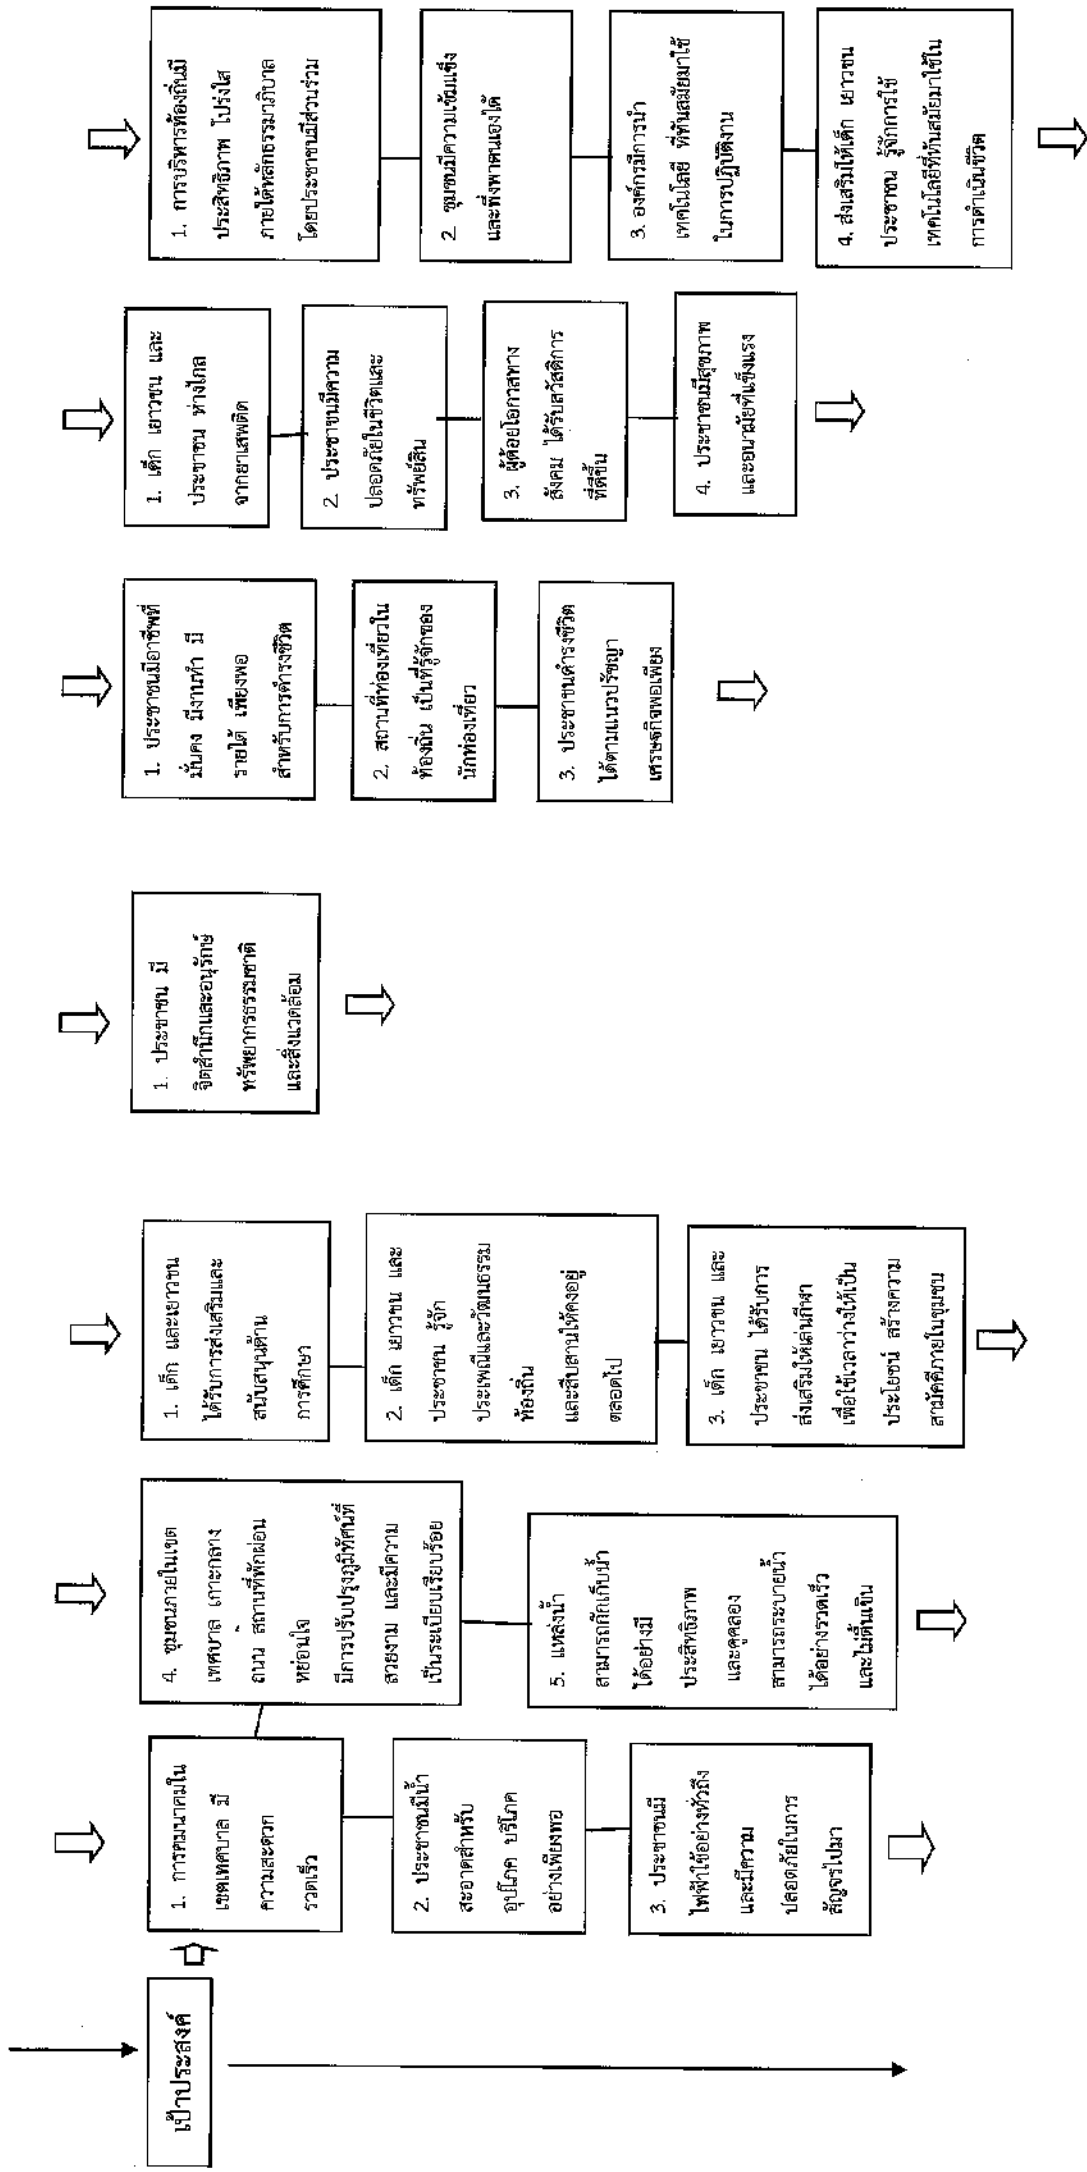 เป้าประสงค์
1. การคมนาคมใน
เขตเทศบาล มี
ความสะดวก
รวดเร็ว
2. ประชาชนมีน้ำ
สะอาดสำหรับ
อุปโภค บริโภค
อย่างเพียงพอ
3. ประชาชนมี
ไฟฟ้าใช้อย่างทั่วถึง
และมีความ
ปลอดภัยในการ
สัญจรไปมา
4. ชุมชนภายในเขต
เทศบาล เกาะกลาง
ถนน สถานที่พักผ่อน
หย่อนใจ
มีการปรับปรุงภูมิทัศน์ที่
สวยงาม และมีความ
เป็นระเบียบเรียบร้อย
5. แหล่งน้ำ
สามารถกักเก็บน้ำ
ได้อย่างมี
ประสิทธิภาพ
และคูคลอง
สามารถระบายน้ำ
ได้อย่างรวดเร็ว
และไม่ตื้นเขิน
1. เด็ก และเยาวชน
ได้รับการส่งเสริมและ
สนับสนุนด้าน
การศึกษา
2. เด็ก เยาวชน และ
ประชาชน รู้จัก
ประเพณีและวัฒนธรรม
ท้องถิ่น
และสืบสานให้คงอยู่
ตลอดไป
3. เด็ก เยาวชน และ
ประชาชน ได้รับการ
ส่งเสริมให้เล่นกีฬา
เพื่อใช้เวลาว่างให้เป็น
ประโยชน์ สร้างความ
สามัคคีภายในชุมชน
1. ประชาชน มี
จิตสำนึกและอนุรักษ์
ทรัพยากรธรรมชาติ
และสิ่งแวดล้อม
1. ประชาชนมีอาชีพที่
มั่นคง มีงานทำ มี
รายได้ เพียงพอ
สำหรับการดำรงชีวิต
2. สถานที่ท่องเที่ยวใน
ท้องถิ่น เป็นที่รู้จักของ
นักท่องเที่ยว
3. ประชาชนดำรงชีวิต
ได้ตามแนวปรัชญา
เศรษฐกิจพอเพียง
1. เด็ก เยาวชน และ
ประชาชน ห่างไกล
จากยาเสพติด
2. ประชาชนมีความ
ปลอดภัยในชีวิตและ
ทรัพย์สิน
3. ผู้ด้อยโอกาสทาง
สังคม ได้รับสวัสดิการ
ที่ดีขึ้น
4. ประชาชนมีสุขภาพ
และอนามัยที่แข็งแรง
1. การบริหารท้องถิ่นมี
ประสิทธิภาพ โปร่งใส
ภายใต้หลักธรรมาภิบาล
โดยประชาชนมีส่วนร่วม
2 ชุมชนมีความเข้มแข็ง
และพึ่งพาตนเองได้
3. องค์กรมีการนำ
เทคโนโลยี ที่ทันสมัยมาใช้
ในการปฏิบัติงาน
4. ส่งเสริมให้เด็ก เยาวชน
ประชาชน รู้จักการใช้
เทคโนโลยีที่ทันสมัยมาใช้ใน
การดำเนินชีวิต